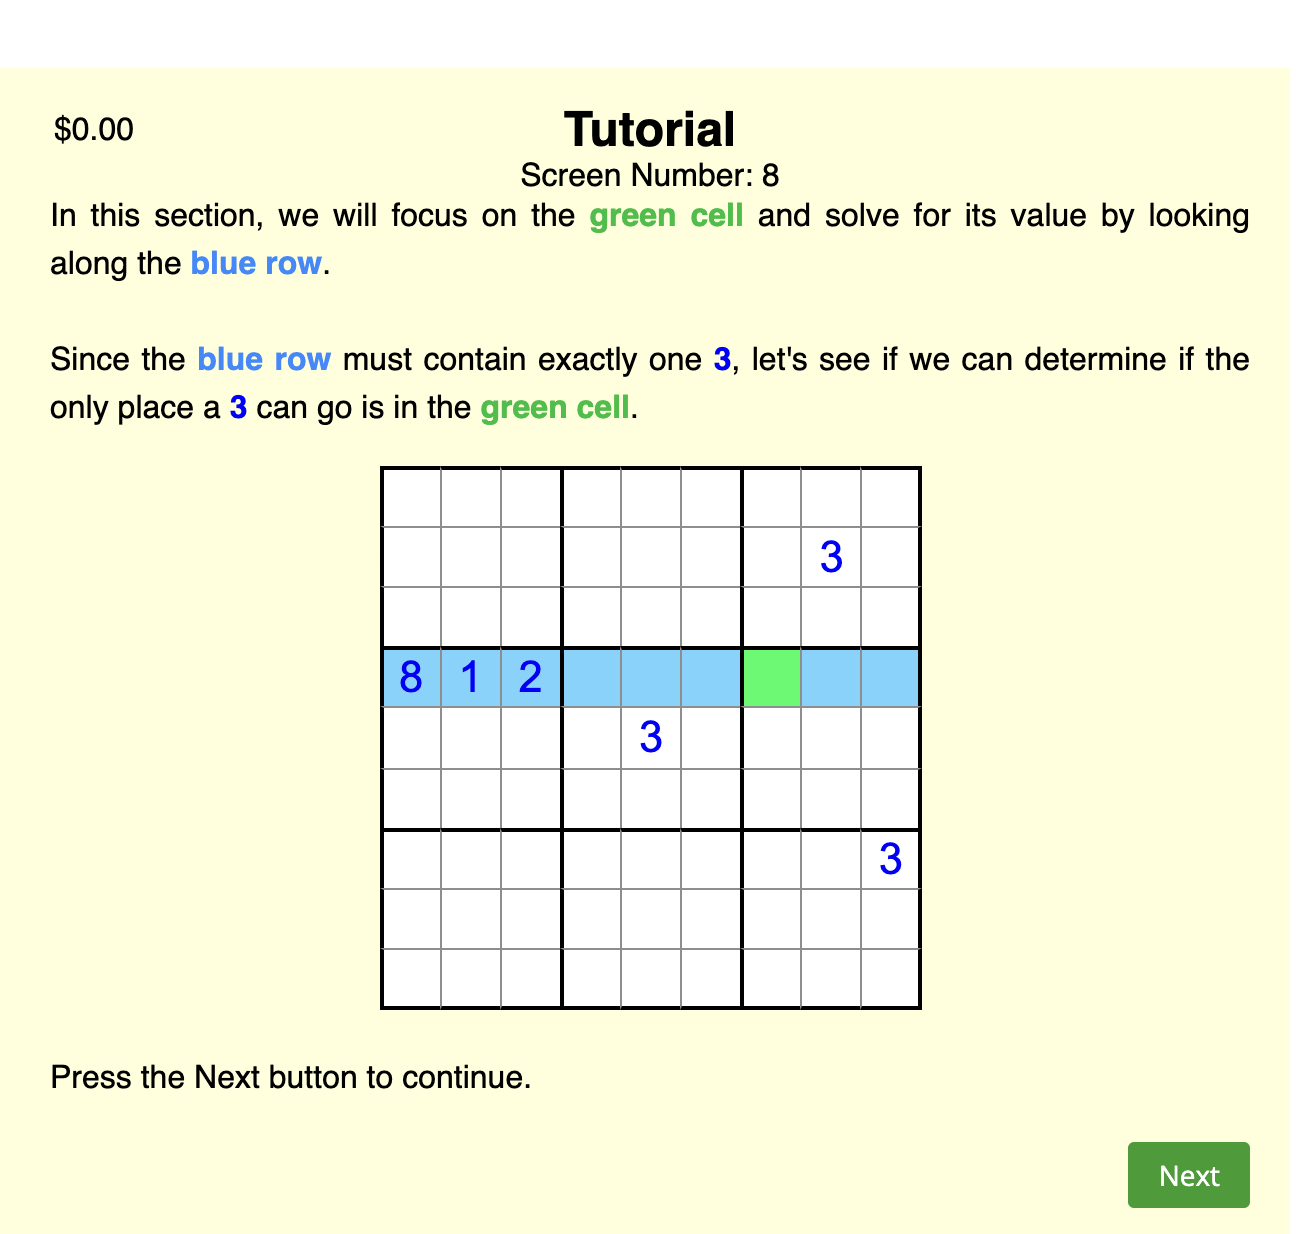 $0.00
Tutorial
Screen Number: 8
In this section, we will focus on the green cell and solve for its value by looking
along the blue row.
Since the blue row must contain exactly one 3, let's see if we can determine if the
only place a 3 can go is in the green cell.
3
8 1 2
3
3
Press the Next button to continue.
Next